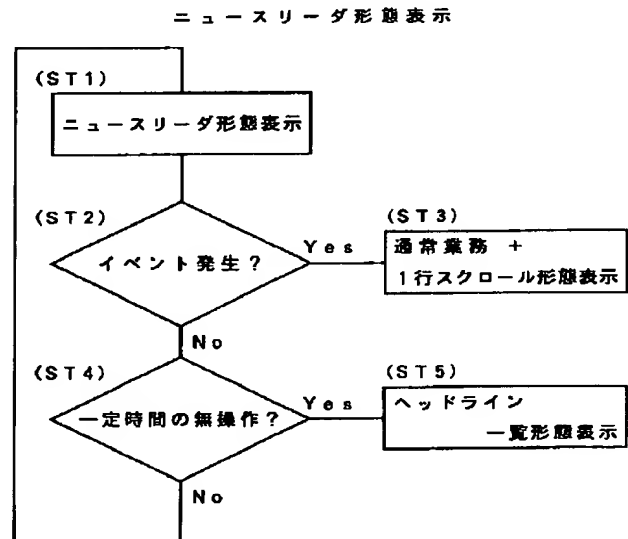 ニュースリーダ形態表示
(ST1)
ニュースリーダ形態表示
(ST2)
イベント発生?
Yes
(ST3)
通常業務 +
1行スクロール形態表示
No
(ST4)
一定時間の無操作?
Yes
(ST5)
ヘッドライン
一覧形態表示
No